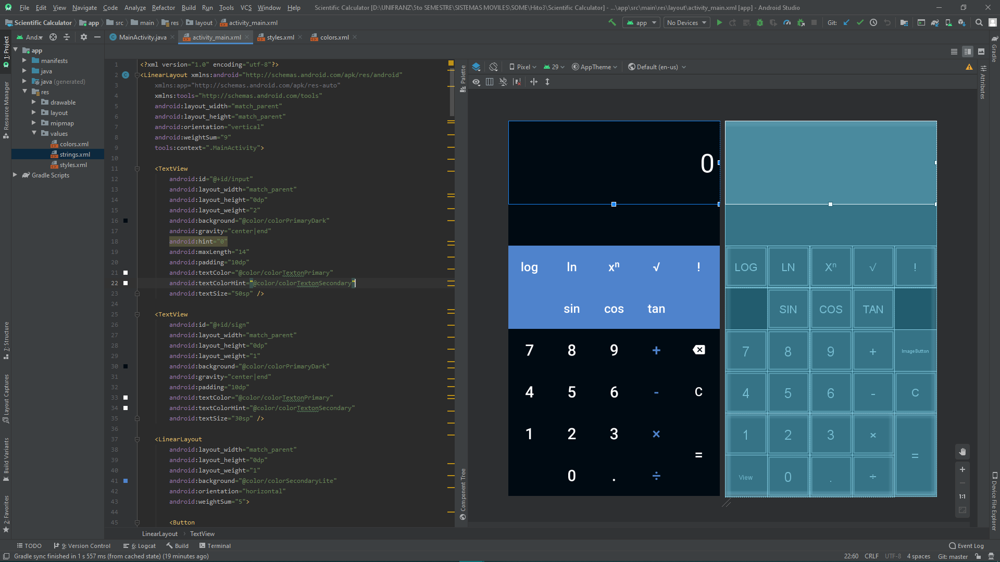 File Edit View Navigate Code Analyze Refactor Build Run Tools VCS Window Help Scientific Calculator [D:\UNIFRANZ\5to SEMESTRE\SISTEMAS MOVILES\SOME\Hito3\Scientific Calculator] - ...\app\src\main\res\layout\activity_main.xml [app] - Android Studio
Scientific Calculator app src main res layout activity_main.xml app No Devices Git:
And... MainActivity.java activity_main.xml styles.xml colors.xml
1: Project
Resource Manager
7: Structure
Layout Captures
Build Variants
2: Favorites
app
manifests
java
java (generated)
res
drawable
layout
mipmap
values
colors.xml
strings.xml
styles.xml
Gradle Scripts
1 <?xml version="1.0" encoding="utf-8"?>
2 <LinearLayout xmlns:android="http://schemas.android.com/apk/res/android"
3 xmlns:app="http://schemas.android.com/apk/res-auto"
4 xmlns:tools="http://schemas.android.com/tools"
5 android:layout_width="match_parent"
6 android:layout_height="match_parent"
7 android:orientation="vertical"
8 android:weightSum="9"
9 tools:context=".MainActivity">
10
11 <TextView
12 android:id="@+id/input"
13 android:layout_width="match_parent"
14 android:layout_height="0dp"
15 android:layout_weight="2"
16 android:background="@color/colorPrimaryDark"
17 android:gravity="center|end"
18 android:hint="0"
19 android:maxLength="14"
20 android:padding="10dp"
21 android:textColor="@color/colorTextonPrimary"
22 android:textColorHint="@color/colorTextonSecondary"
23 android:textSize="50sp" />
24
25 <TextView
26 android:id="@+id/sign"
27 android:layout_width="match_parent"
28 android:layout_height="0dp"
29 android:layout_weight="1"
30 android:background="@color/colorPrimaryDark"
31 android:gravity="center|end"
32 android:padding="10dp"
33 android:textColor="@color/colorTextonPrimary"
34 android:textColorHint="@color/colorTextonSecondary"
35 android:textSize="30sp" />
36
37 <LinearLayout
38 android:layout_width="match_parent"
39 android:layout_height="0dp"
40 android:layout_weight="1"
41 android:background="@color/colorSecondaryLite"
42 android:orientation="horizontal"
43 android:weightSum="5">
44
45 <Button
LinearLayout TextView
Palette
Component Tree
Pixel 29 AppTheme Default (en-us)
0
log ln xⁿ √ !
sin cos tan
7 8 9 +
4 5 6 - C
1 2 3 ×
=
0 . ÷
LOG LN Xⁿ √ !
SIN COS TAN
7 8 9 + ImageButton
4 5 6 - C
1 2 3 ×
=
View 0 . ÷
1:1
Gradle
Attributes
Device File Explorer
TODO 9: Version Control 6: Logcat Build Terminal Event Log
Gradle sync finished in 1 s 557 ms (from cached state) (19 minutes ago) 22:60 CRLF UTF-8 4 spaces Git: master